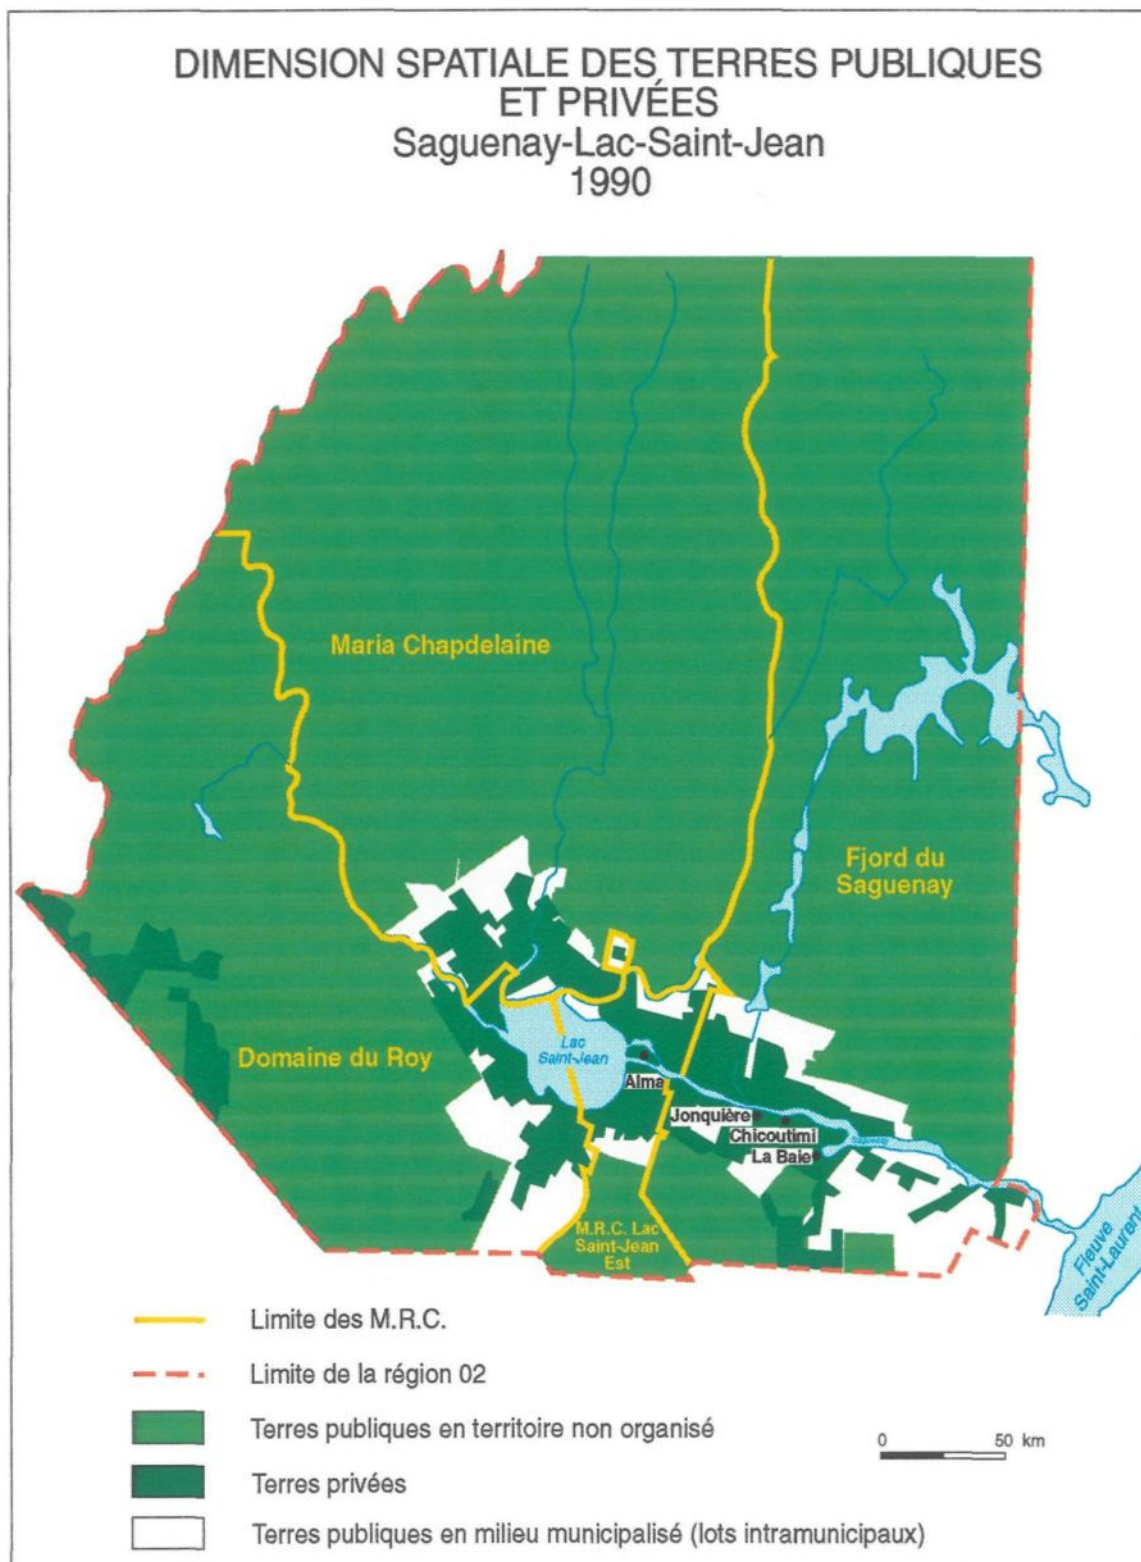 DIMENSION SPATIALE DES TERRES PUBLIQUES
ET PRIVÉES
Saguenay-Lac-Saint-Jean
1990
Maria Chapdelaine
Fjord du
Saguenay
Domaine du Roy
Lac
Saint-Jean
Alma
Jonquière
Chicoutimi
La Baie
Saguenay
M.R.C. Lac
Saint-Jean
Est
Fleuve
Saint-Laurent
Limite des M.R.C.
Limite de la région 02
Terres publiques en territoire non organisé
0 50 km
Terres privées
Terres publiques en milieu municipalisé (lots intramunicipaux)